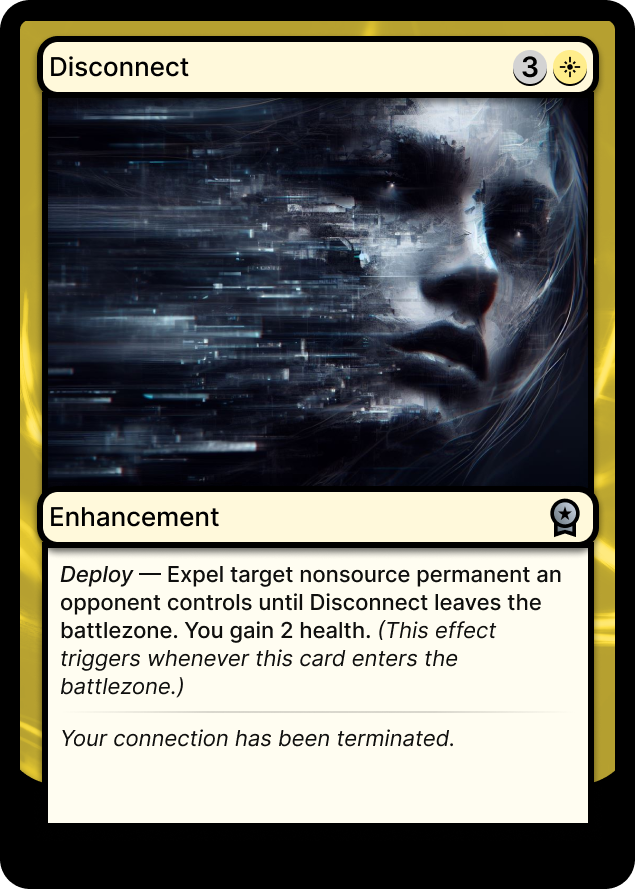 Disconnect 3
Enhancement
Deploy — Expel target nonsource permanent an
opponent controls until Disconnect leaves the
battlezone. You gain 2 health. (This effect
triggers whenever this card enters the
battlezone.)
Your connection has been terminated.